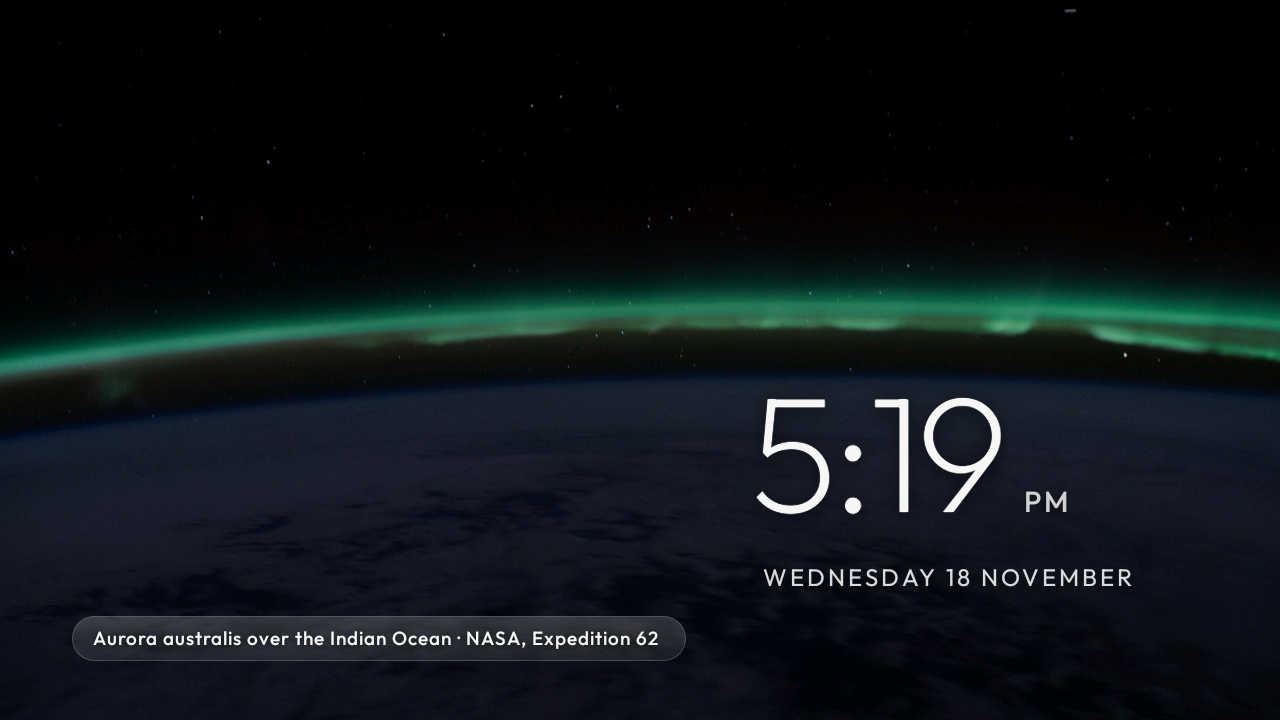 5:19 PM
WEDNESDAY 18 NOVEMBER
Aurora australis over the Indian Ocean · NASA, Expedition 62